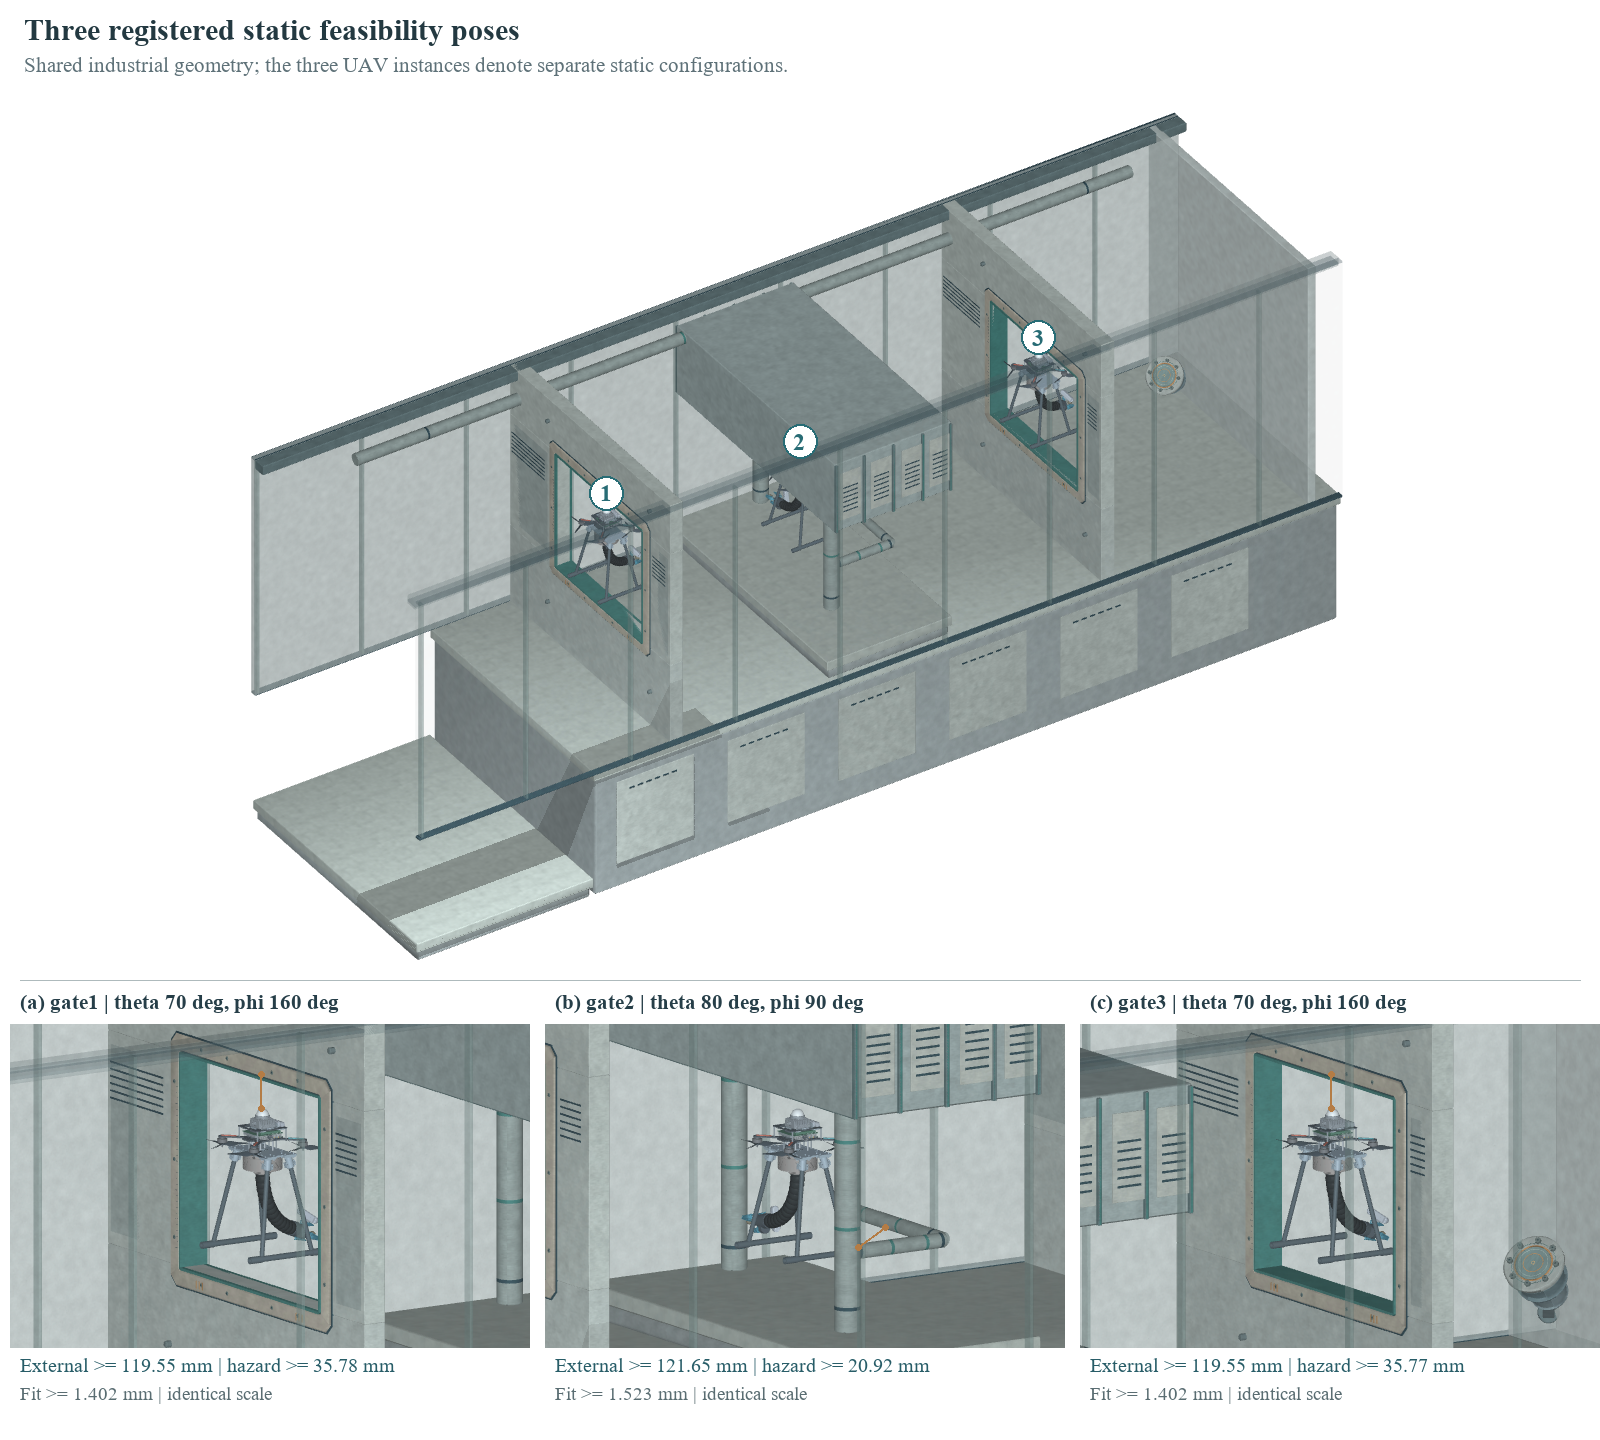 Three registered static feasibility poses
Shared industrial geometry; the three UAV instances denote separate static configurations.
3
2
1
(a) gate1 | theta 70 deg, phi 160 deg
(b) gate2 | theta 80 deg, phi 90 deg
(c) gate3 | theta 70 deg, phi 160 deg
External >= 119.55 mm | hazard >= 35.78 mm
Fit >= 1.402 mm | identical scale
External >= 121.65 mm | hazard >= 20.92 mm
Fit >= 1.523 mm | identical scale
External >= 119.55 mm | hazard >= 35.77 mm
Fit >= 1.402 mm | identical scale